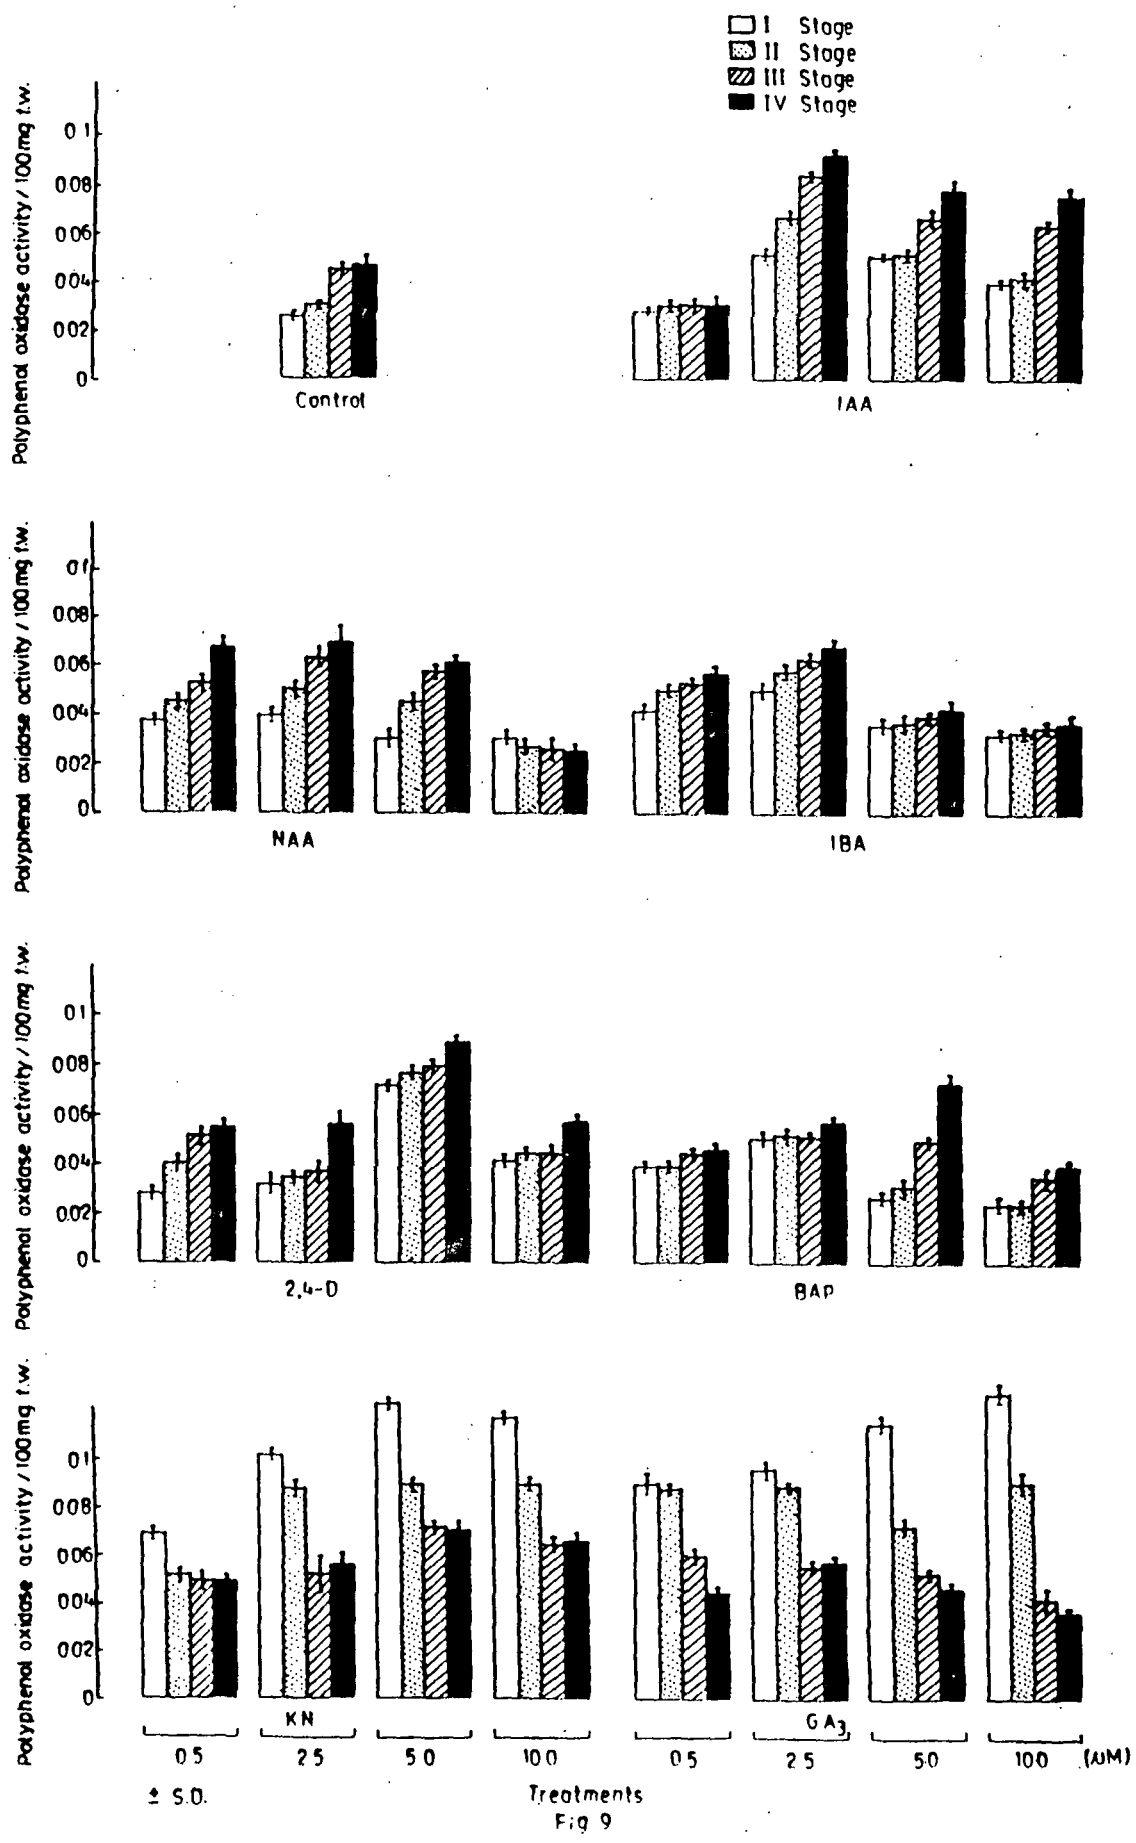 I Stage
II Stage
III Stage
IV Stage
Polyphenol oxidase activity / 100mg f.w.
0.1
0.08
0.06
0.04
0.02
0
Control
IAA
Polyphenol oxidase activity / 100mg f.w.
0.1
0.08
0.06
0.04
0.02
0
NAA
IBA
Polyphenol oxidase activity / 100mg f.w.
0.1
0.08
0.06
0.04
0.02
0
2,4-D
BAP
Polyphenol oxidase activity / 100mg f.w.
0.1
0.08
0.06
0.04
0.02
0
KN
GA₃
0.5 2.5 5.0 10.0 0.5 2.5 5.0 10.0 (µM)
± S.D.
Treatments
Fig 9